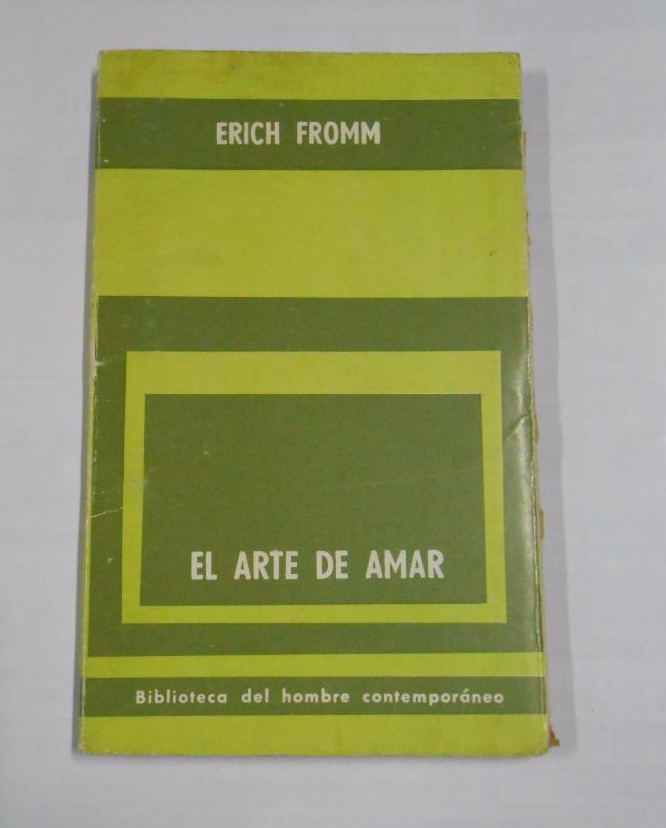 ERICH FROMM
EL ARTE DE AMAR
Biblioteca del hombre contemporáneo